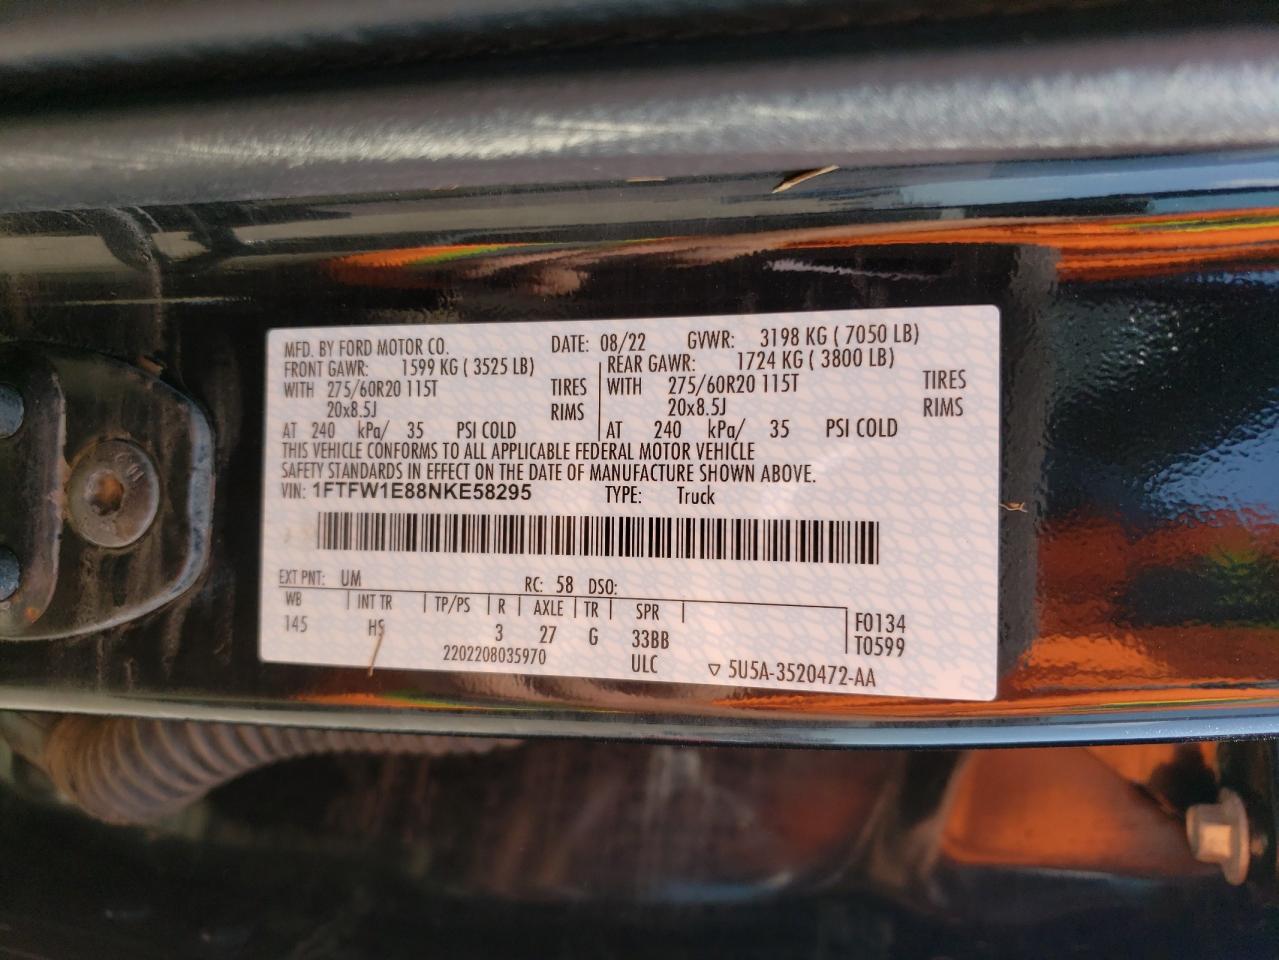 MFD. BY FORD MOTOR CO. DATE: 08/22 GVWR: 3198 KG ( 7050 LB)
FRONT GAWR: 1599 KG ( 3525 LB) REAR GAWR: 1724 KG ( 3800 LB)
WITH 275/60R20 115T TIRES WITH 275/60R20 115T TIRES
20x8.5J RIMS 20x8.5J RIMS
AT 240 kPa/ 35 PSI COLD AT 240 kPa/ 35 PSI COLD
THIS VEHICLE CONFORMS TO ALL APPLICABLE FEDERAL MOTOR VEHICLE
SAFETY STANDARDS IN EFFECT ON THE DATE OF MANUFACTURE SHOWN ABOVE.
VIN: 1FTFW1E88NKE58295 TYPE: Truck
EXT PNT: UM RC: 58 DSO:
WB INT TR TP/PS R AXLE TR SPR F0134
145 HS 3 27 G 33BB T0599
2202208035970 ULC ▽ 5U5A-3520472-AA